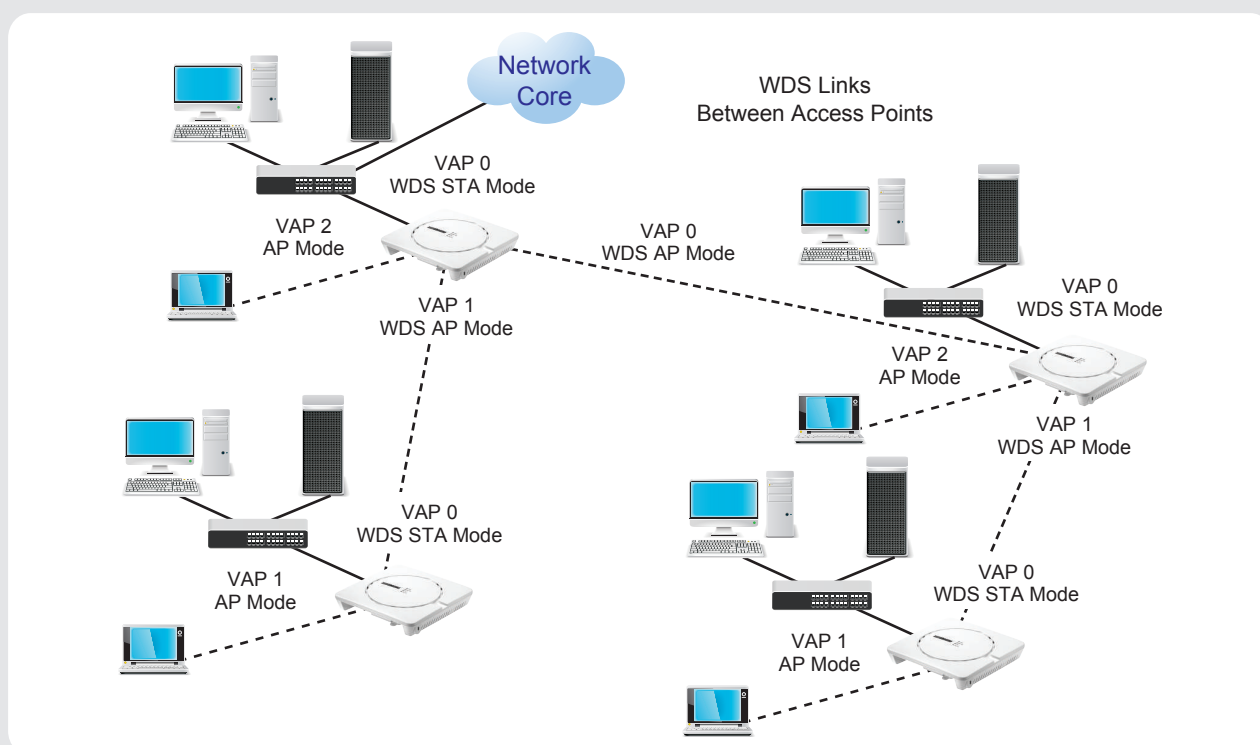 Network
Core
WDS Links
Between Access Points
VAP 0
WDS STA Mode
VAP 2
AP Mode
VAP 0
WDS AP Mode
VAP 0
WDS STA Mode
VAP 1
WDS AP Mode
VAP 2
AP Mode
VAP 1
WDS AP Mode
VAP 0
WDS STA Mode
VAP 1
AP Mode
VAP 0
WDS STA Mode
VAP 1
AP Mode